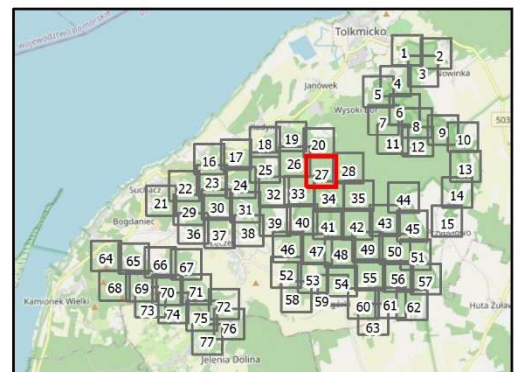 województwo pomorskie
Tolkmicko
1 2
3 Nowinka
4
Janówek 5
Wysoki Bór 6
503
7 8 9 10
11 12
18 19 20
16 17
13
25 26 27 28
Suchacz 22 23 24
14
21 29 30 31 32 33 34 35 44
Bogdaniec
15
36 37 38 39 40 41 42 43 45
64 65 66 67
46 47 48 49 50 51
68 69 70 71 52 53 54 55 56 57
Kamionek Wielki
73 74 72 58 59 60 61 62
Huta Żuław
75 76 63
77
Jelenia Dolina